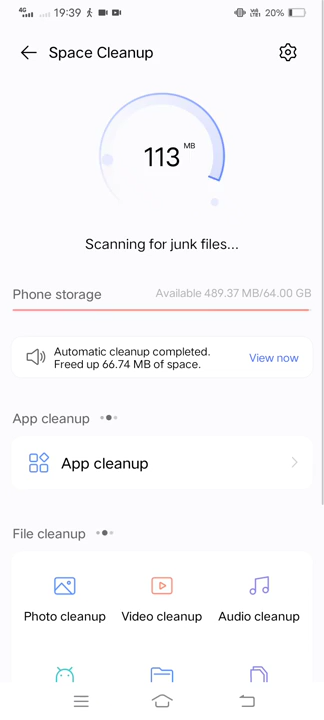 4G 19:39 VoLTE 20%
Space Cleanup
113 MB
Scanning for junk files...
Phone storage Available 489.37 MB/64.00 GB
Automatic cleanup completed.
Freed up 66.74 MB of space.
View now
App cleanup
App cleanup
File cleanup
Photo cleanup Video cleanup Audio cleanup